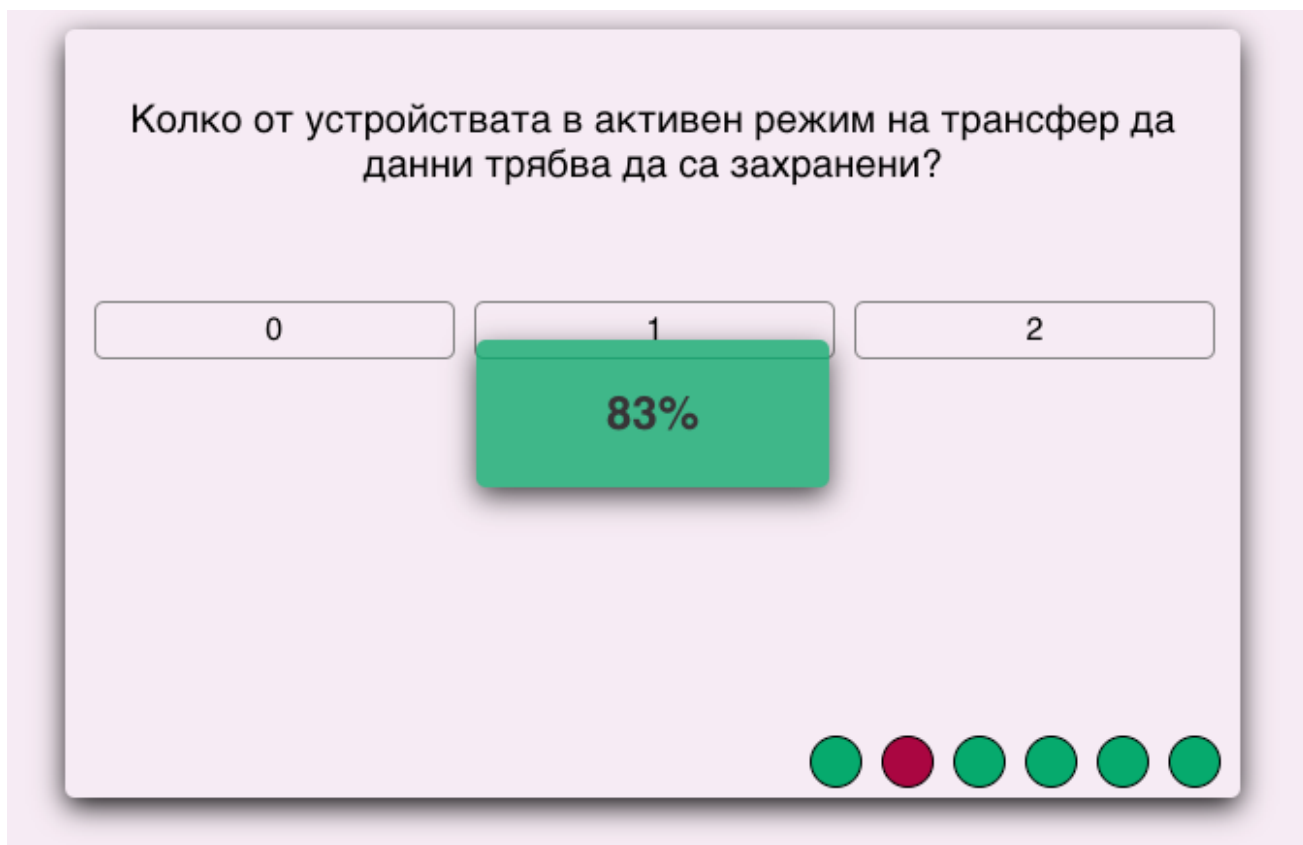 Колко от устройствата в активен режим на трансфер да
данни трябва да са захранени?
0
1
2
83%